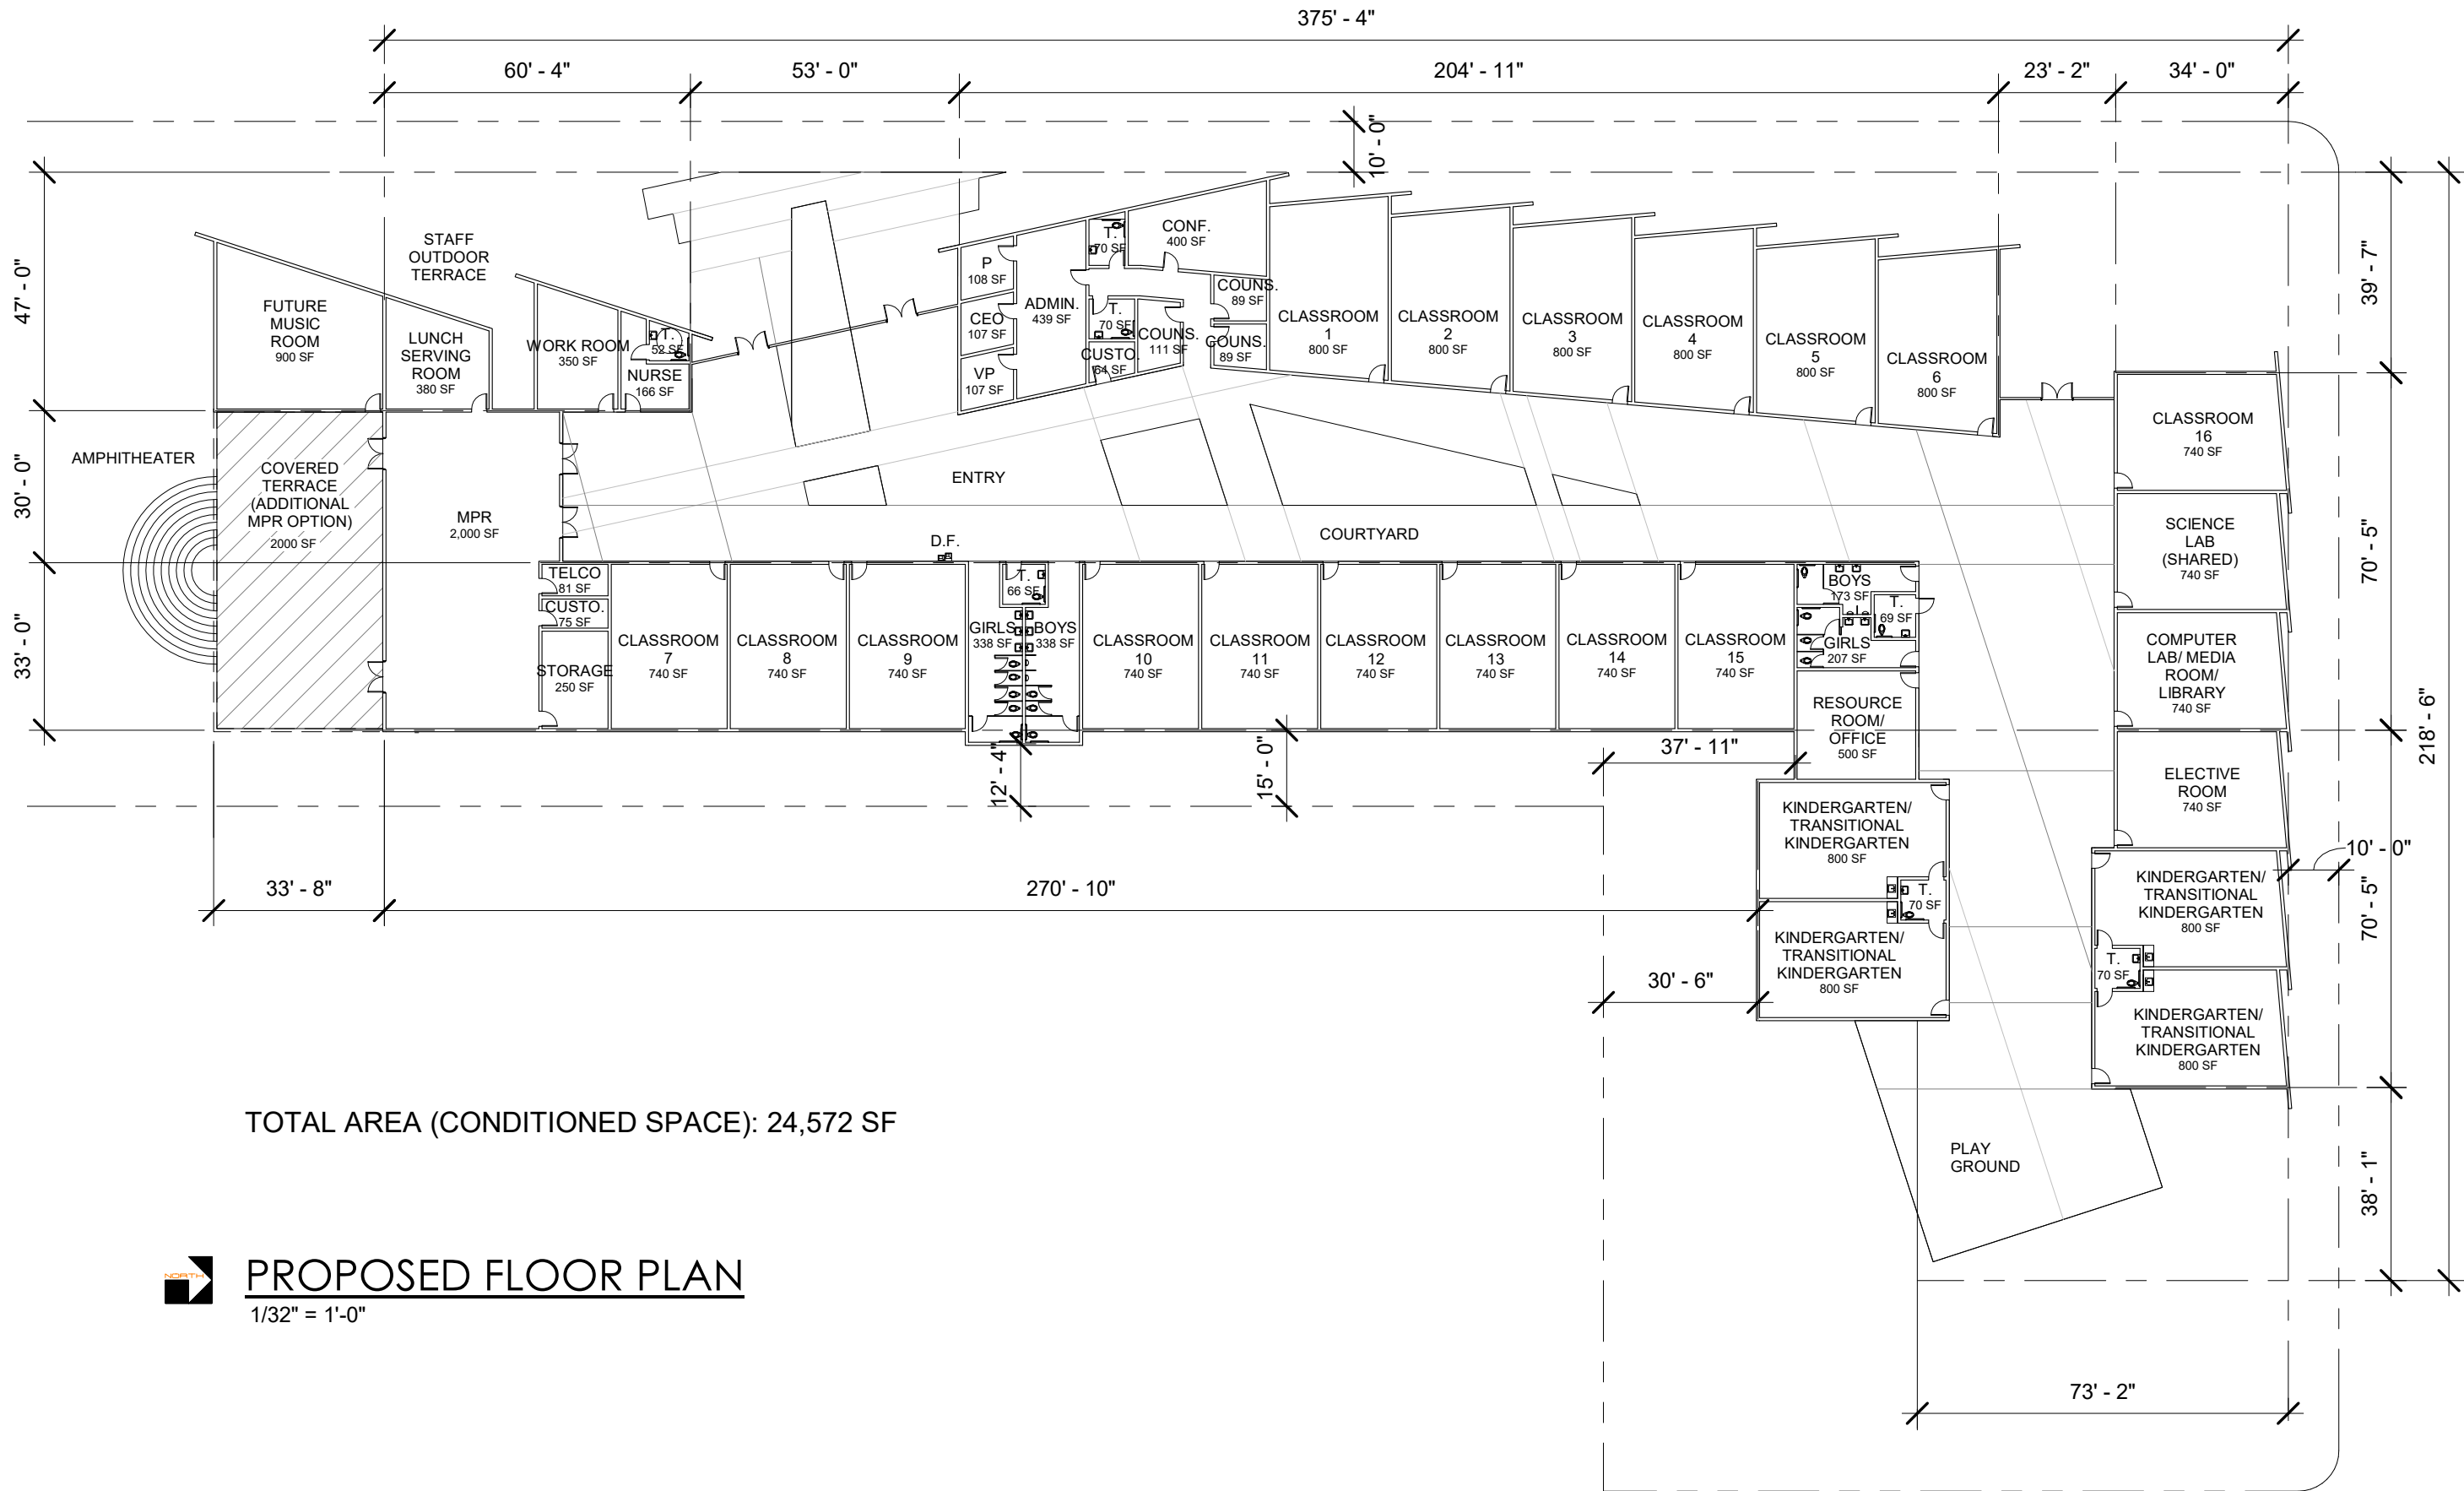 375' - 4"
60' - 4"
53' - 0"
204' - 11"
23' - 2"
34' - 0"
10' - 0"
47' - 0"
30' - 0"
33' - 0"
39' - 7"
70' - 5"
218' - 6"
10' - 0"
70' - 5"
38' - 1"
STAFF
OUTDOOR
TERRACE
FUTURE
MUSIC
ROOM
900 SF
LUNCH
SERVING
ROOM
380 SF
WORK ROOM
350 SF
T.
52 SF
NURSE
166 SF
P
108 SF
CEO
107 SF
VP
107 SF
ADMIN.
439 SF
T.
70 SF
CONF.
400 SF
T.
70 SF
CUSTO.
64 SF
COUNS.
111 SF
COUNS.
89 SF
COUNS.
89 SF
CLASSROOM
1
800 SF
CLASSROOM
2
800 SF
CLASSROOM
3
800 SF
CLASSROOM
4
800 SF
CLASSROOM
5
800 SF
CLASSROOM
6
800 SF
CLASSROOM
16
740 SF
SCIENCE
LAB
(SHARED)
740 SF
COMPUTER
LAB/ MEDIA
ROOM/
LIBRARY
740 SF
ELECTIVE
ROOM
740 SF
KINDERGARTEN/
TRANSITIONAL
KINDERGARTEN
800 SF
T.
70 SF
KINDERGARTEN/
TRANSITIONAL
KINDERGARTEN
800 SF
AMPHITHEATER
COVERED
TERRACE
(ADDITIONAL
MPR OPTION)
2000 SF
MPR
2,000 SF
ENTRY
COURTYARD
D.F.
TELCO
81 SF
CUSTO.
75 SF
STORAGE
250 SF
CLASSROOM
7
740 SF
CLASSROOM
8
740 SF
CLASSROOM
9
740 SF
T.
66 SF
GIRLS
338 SF
BOYS
338 SF
CLASSROOM
10
740 SF
CLASSROOM
11
740 SF
CLASSROOM
12
740 SF
CLASSROOM
13
740 SF
CLASSROOM
14
740 SF
CLASSROOM
15
740 SF
BOYS
173 SF
T.
69 SF
GIRLS
207 SF
RESOURCE
ROOM/
OFFICE
500 SF
KINDERGARTEN/
TRANSITIONAL
KINDERGARTEN
800 SF
T.
70 SF
KINDERGARTEN/
TRANSITIONAL
KINDERGARTEN
800 SF
12' - 4"
15' - 0"
37' - 11"
33' - 8"
270' - 10"
30' - 6"
PLAY
GROUND
73' - 2"
TOTAL AREA (CONDITIONED SPACE): 24,572 SF
NORTH
PROPOSED FLOOR PLAN
1/32" = 1'-0"